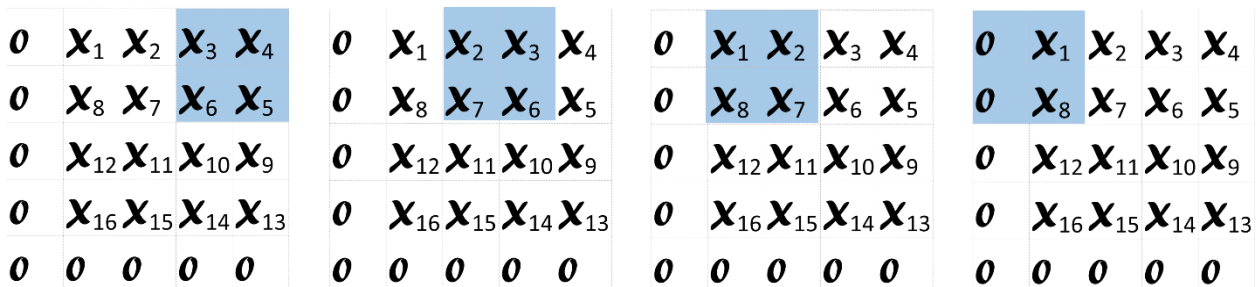 0 x₁ x₂ x₃ x₄ 0 x₁ x₂ x₃ x₄ 0 x₁ x₂ x₃ x₄ 0 x₁ x₂ x₃ x₄
0 x₈ x₇ x₆ x₅ 0 x₈ x₇ x₆ x₅ 0 x₈ x₇ x₆ x₅ 0 x₈ x₇ x₆ x₅
0 x₁₂ x₁₁ x₁₀ x₉ 0 x₁₂ x₁₁ x₁₀ x₉ 0 x₁₂ x₁₁ x₁₀ x₉ 0 x₁₂ x₁₁ x₁₀ x₉
0 x₁₆ x₁₅ x₁₄ x₁₃ 0 x₁₆ x₁₅ x₁₄ x₁₃ 0 x₁₆ x₁₅ x₁₄ x₁₃ 0 x₁₆ x₁₅ x₁₄ x₁₃
0 0 0 0 0 0 0 0 0 0 0 0 0 0 0 0 0 0 0 0